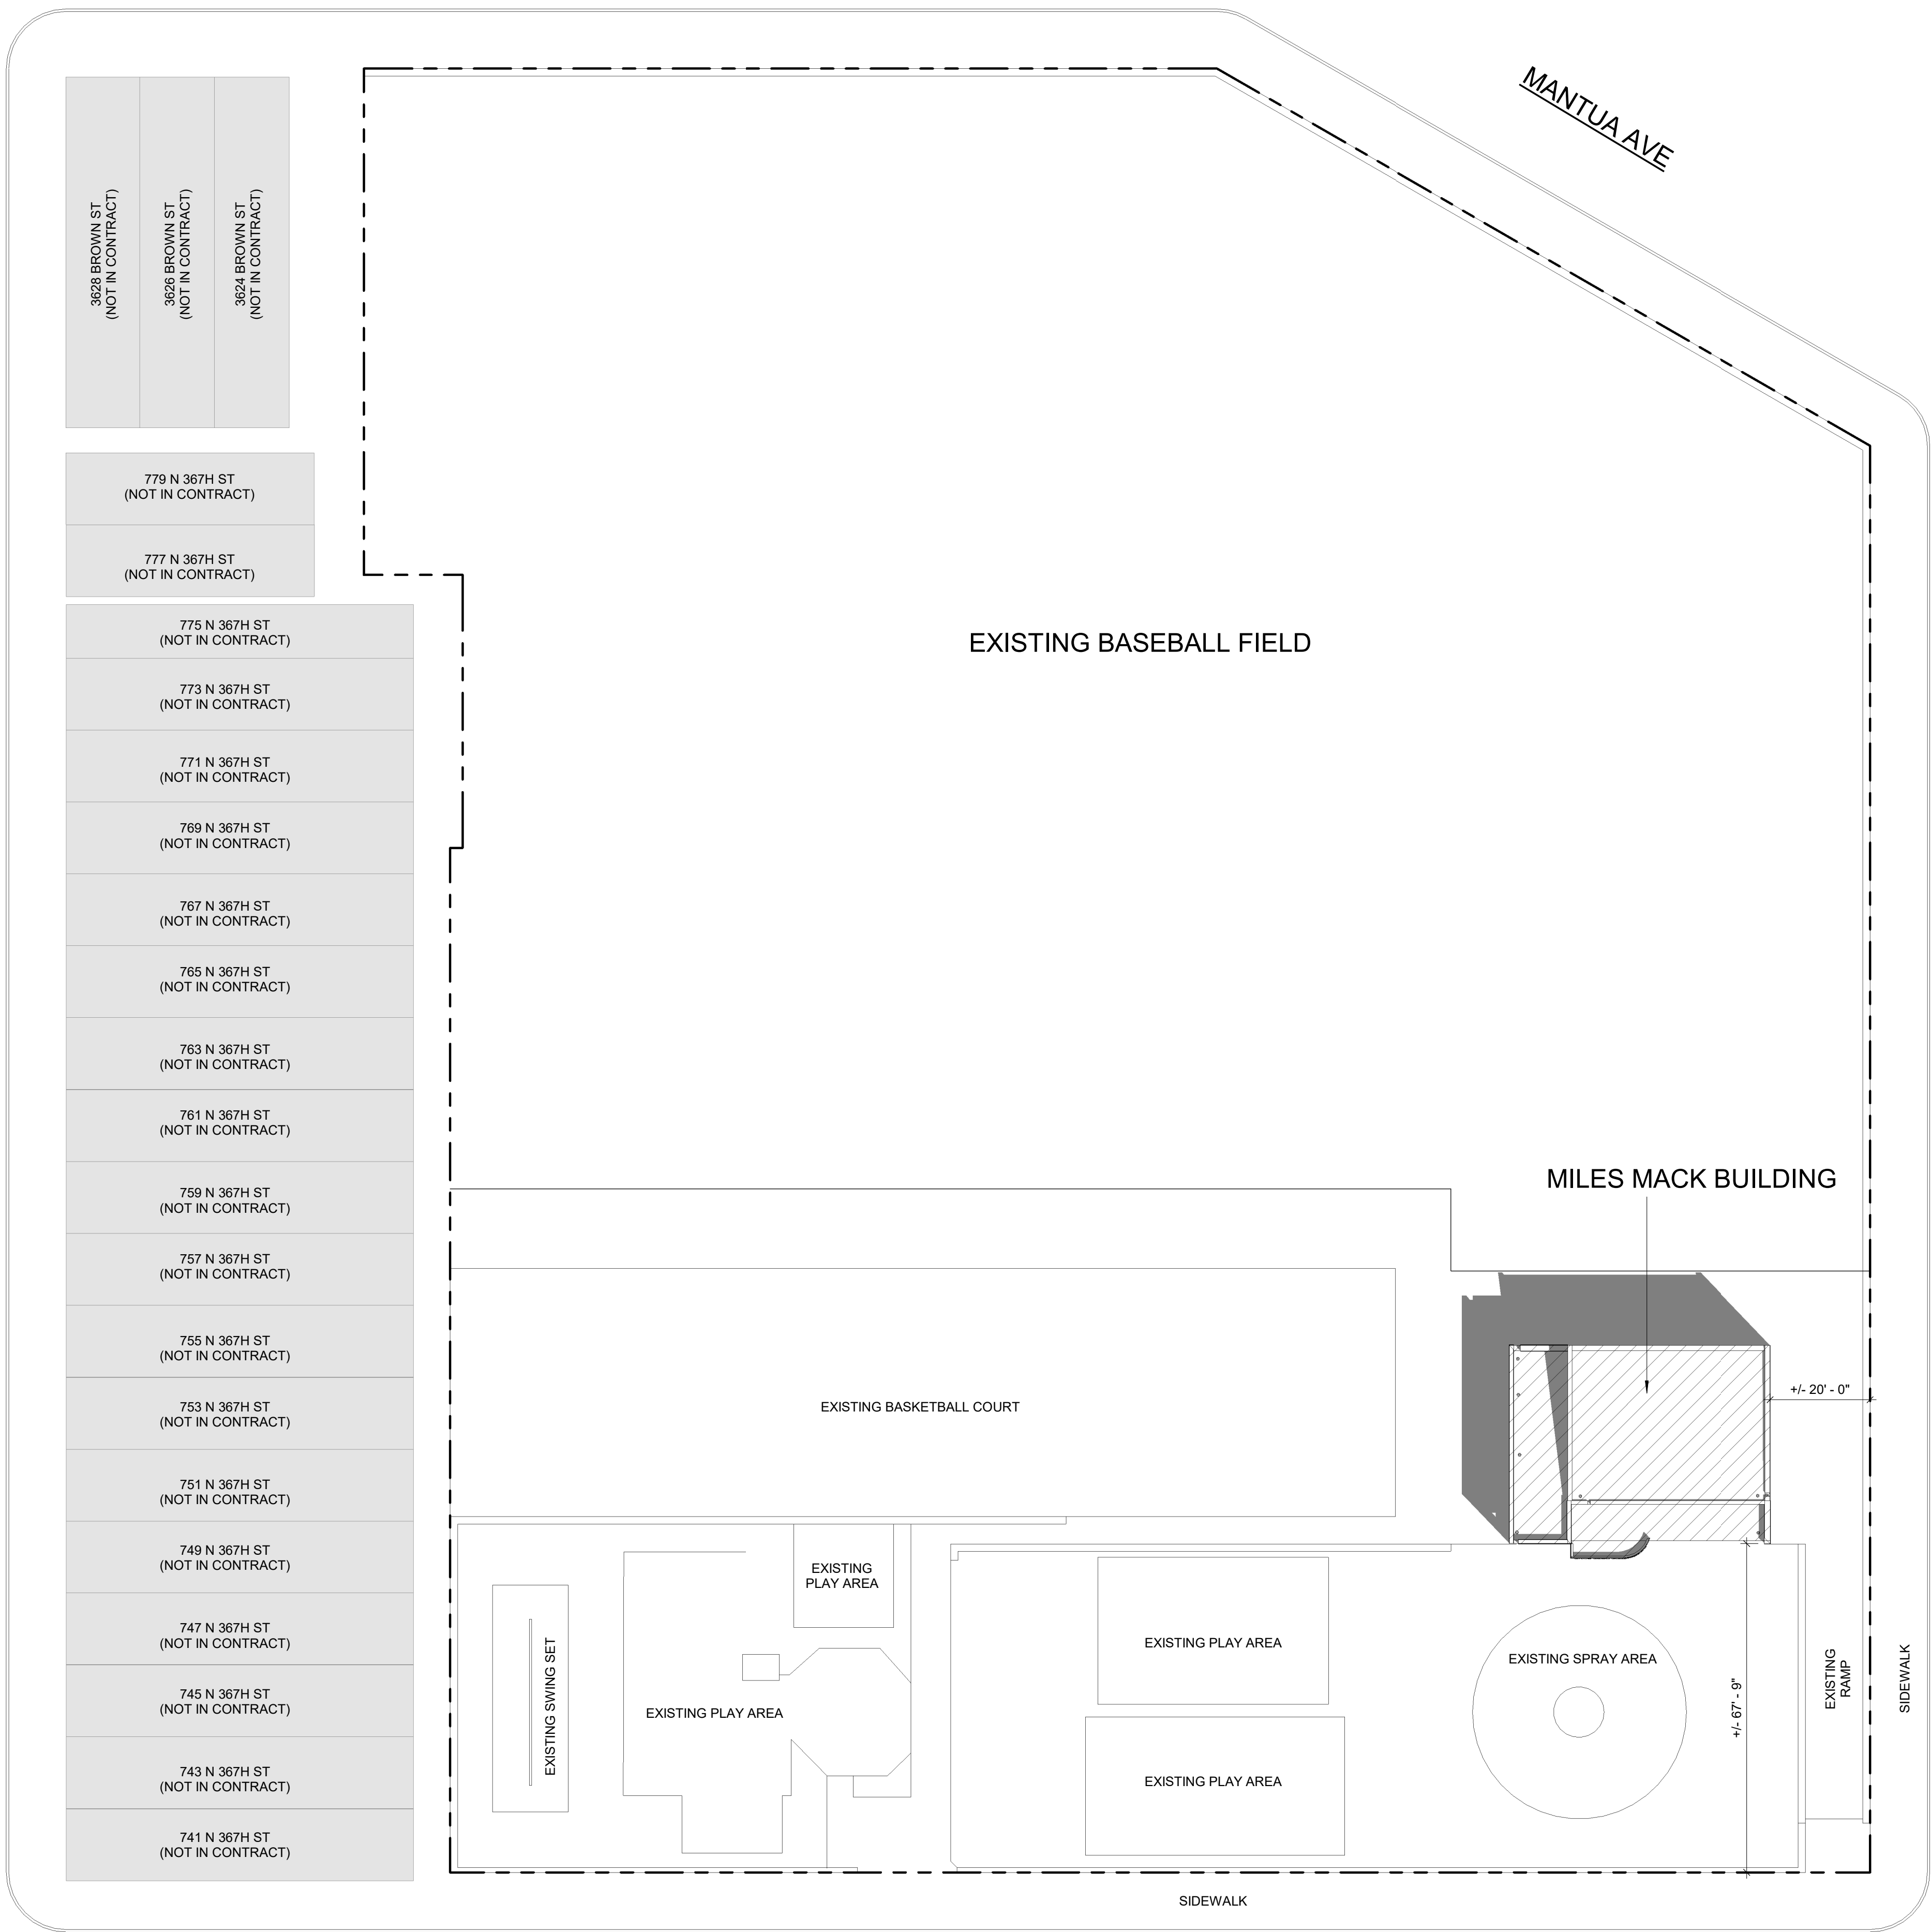 MANTUA AVE
3628 BROWN ST
(NOT IN CONTRACT)
3626 BROWN ST
(NOT IN CONTRACT)
3624 BROWN ST
(NOT IN CONTRACT)
779 N 367H ST
(NOT IN CONTRACT)
777 N 367H ST
(NOT IN CONTRACT)
775 N 367H ST
(NOT IN CONTRACT)
773 N 367H ST
(NOT IN CONTRACT)
771 N 367H ST
(NOT IN CONTRACT)
769 N 367H ST
(NOT IN CONTRACT)
767 N 367H ST
(NOT IN CONTRACT)
765 N 367H ST
(NOT IN CONTRACT)
763 N 367H ST
(NOT IN CONTRACT)
761 N 367H ST
(NOT IN CONTRACT)
759 N 367H ST
(NOT IN CONTRACT)
757 N 367H ST
(NOT IN CONTRACT)
755 N 367H ST
(NOT IN CONTRACT)
753 N 367H ST
(NOT IN CONTRACT)
751 N 367H ST
(NOT IN CONTRACT)
749 N 367H ST
(NOT IN CONTRACT)
747 N 367H ST
(NOT IN CONTRACT)
745 N 367H ST
(NOT IN CONTRACT)
743 N 367H ST
(NOT IN CONTRACT)
741 N 367H ST
(NOT IN CONTRACT)
EXISTING BASEBALL FIELD
MILES MACK BUILDING
+/- 20' - 0"
EXISTING BASKETBALL COURT
EXISTING
PLAY AREA
EXISTING SWING SET
EXISTING PLAY AREA
EXISTING PLAY AREA
EXISTING PLAY AREA
EXISTING SPRAY AREA
+/- 67' - 9"
EXISTING
RAMP
SIDEWALK
SIDEWALK